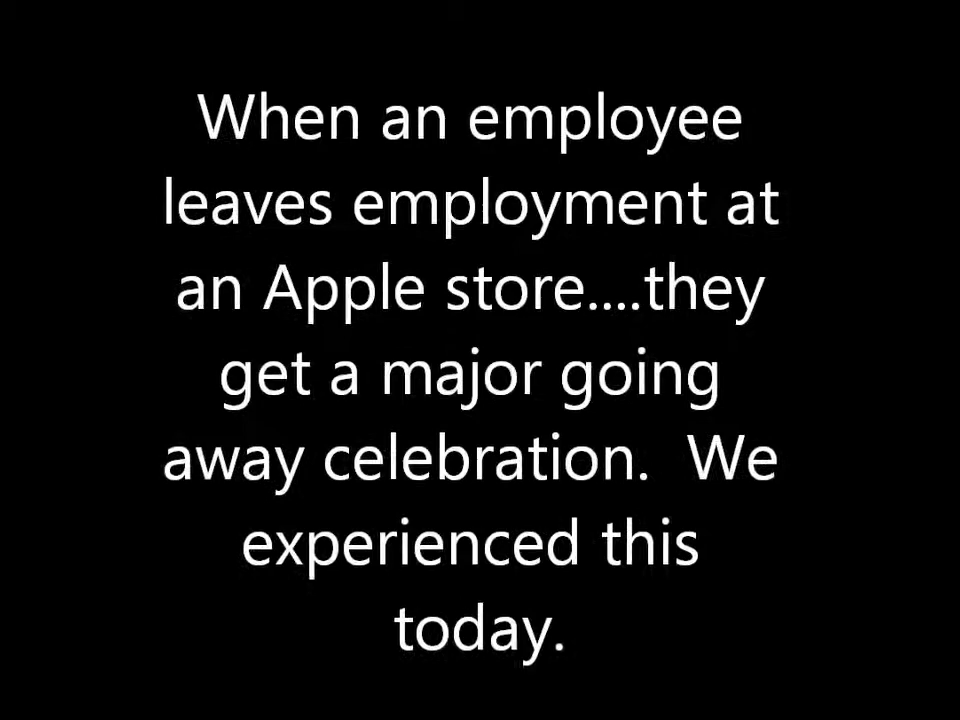 When an employee
leaves employment at
an Apple store....they
get a major going
away celebration.  We
experienced this
today.